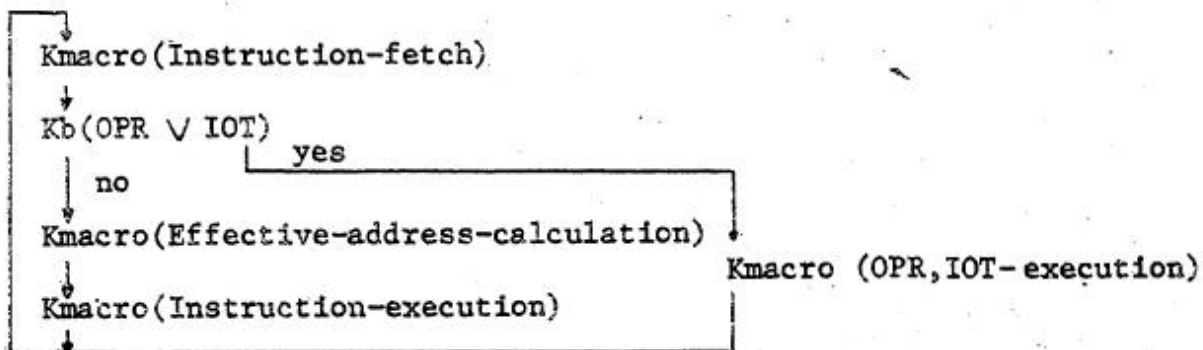 Kmacro(Instruction-fetch)
Kb(OPR ∨ IOT)
yes
no
Kmacro(Effective-address-calculation)
Kmacro (OPR,IOT-execution)
Kmacro(Instruction-execution)